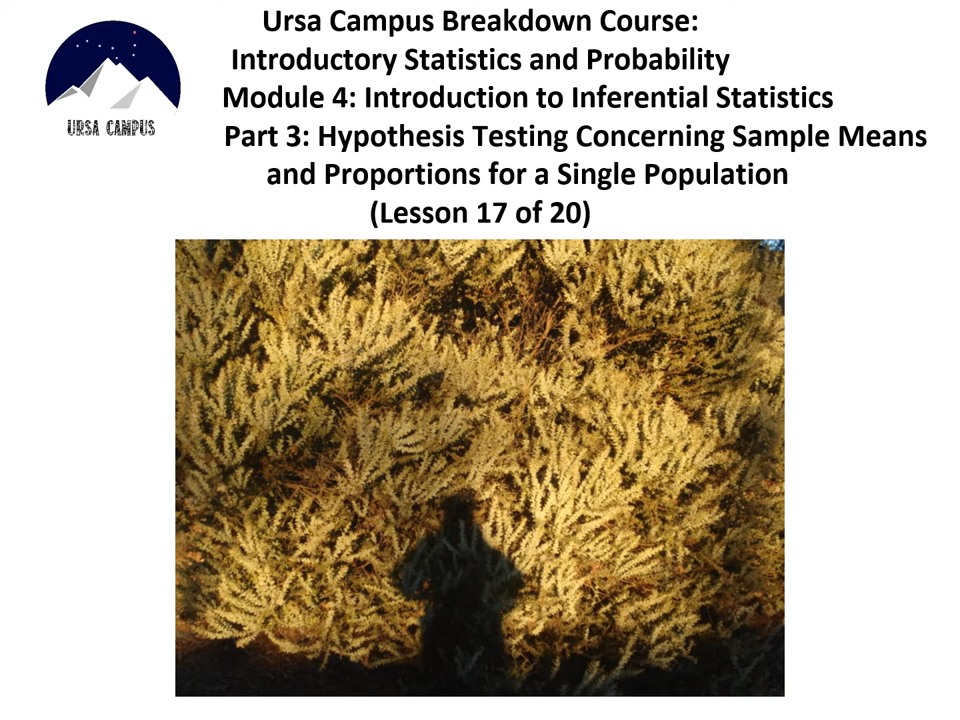 Ursa Campus Breakdown Course:
Introductory Statistics and Probability
Module 4: Introduction to Inferential Statistics
Part 3: Hypothesis Testing Concerning Sample Means
and Proportions for a Single Population
(Lesson 17 of 20)
URSA CAMPUS